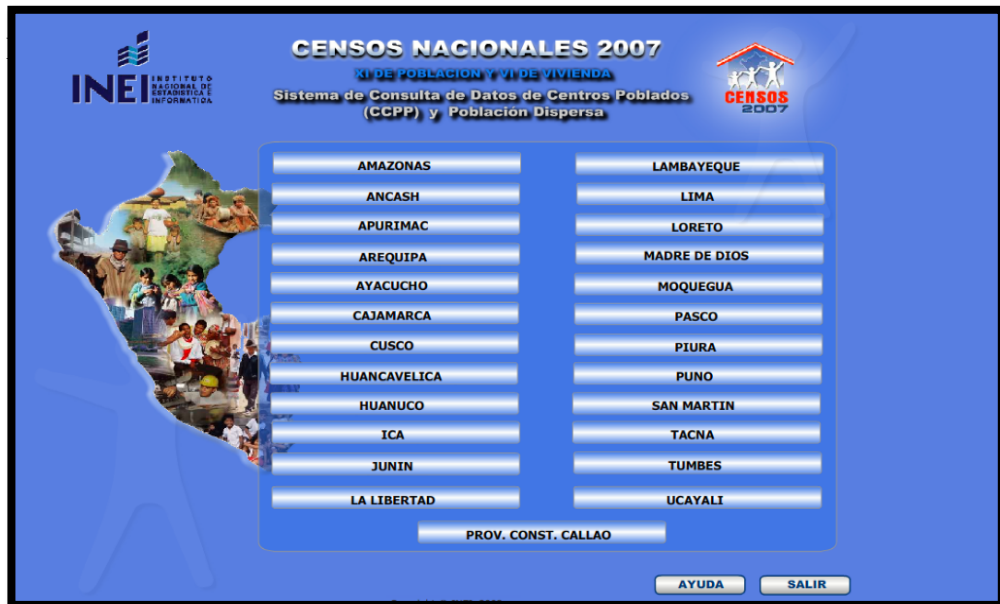 INEI
INSTITUTO
NACIONAL DE
ESTADISTICA E
INFORMATICA
CENSOS NACIONALES 2007
XI DE POBLACION Y VI DE VIVIENDA
Sistema de Consulta de Datos de Centros Poblados
(CCPP) y Población Dispersa
CENSOS
2007
AMAZONAS
ANCASH
APURIMAC
AREQUIPA
AYACUCHO
CAJAMARCA
CUSCO
HUANCAVELICA
HUANUCO
ICA
JUNIN
LA LIBERTAD
LAMBAYEQUE
LIMA
LORETO
MADRE DE DIOS
MOQUEGUA
PASCO
PIURA
PUNO
SAN MARTIN
TACNA
TUMBES
UCAYALI
PROV. CONST. CALLAO
AYUDA
SALIR